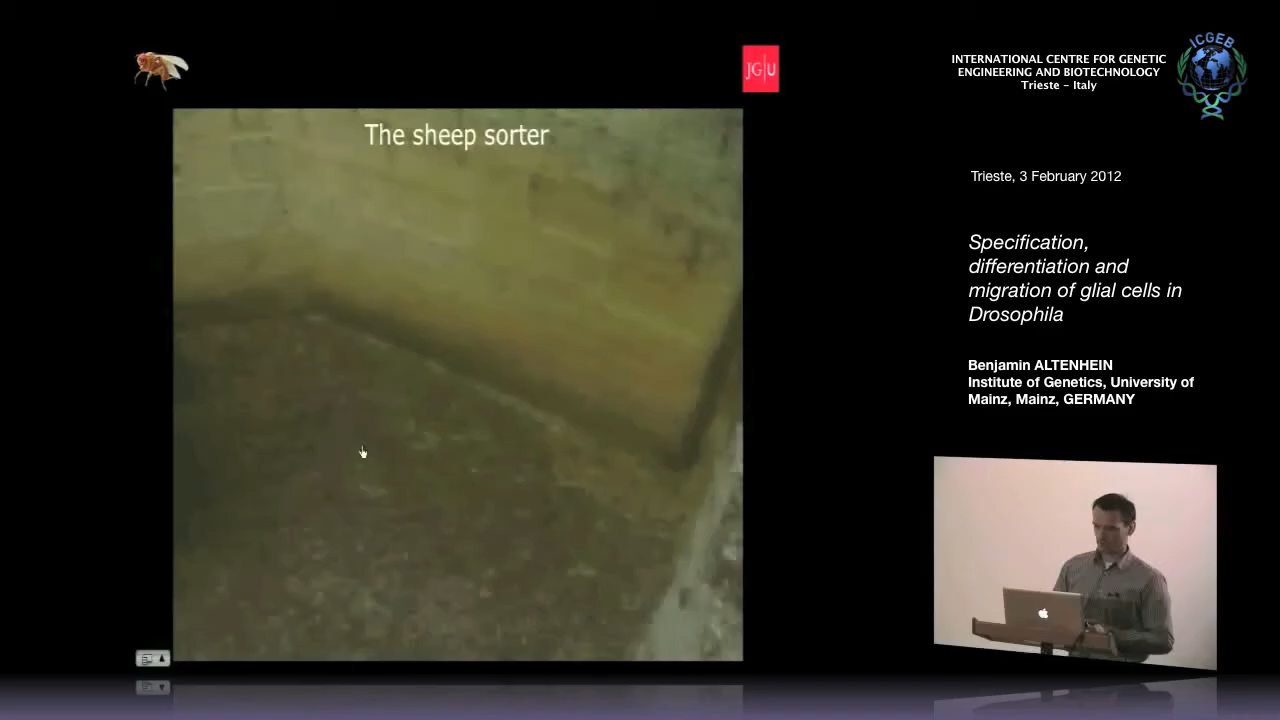 The sheep sorter
JG|U
INTERNATIONAL CENTRE FOR GENETIC
ENGINEERING AND BIOTECHNOLOGY
Trieste – Italy
ICGEB
Trieste, 3 February 2012
Specification,
differentiation and
migration of glial cells in
Drosophila
Benjamin ALTENHEIN
Institute of Genetics, University of
Mainz, Mainz, GERMANY